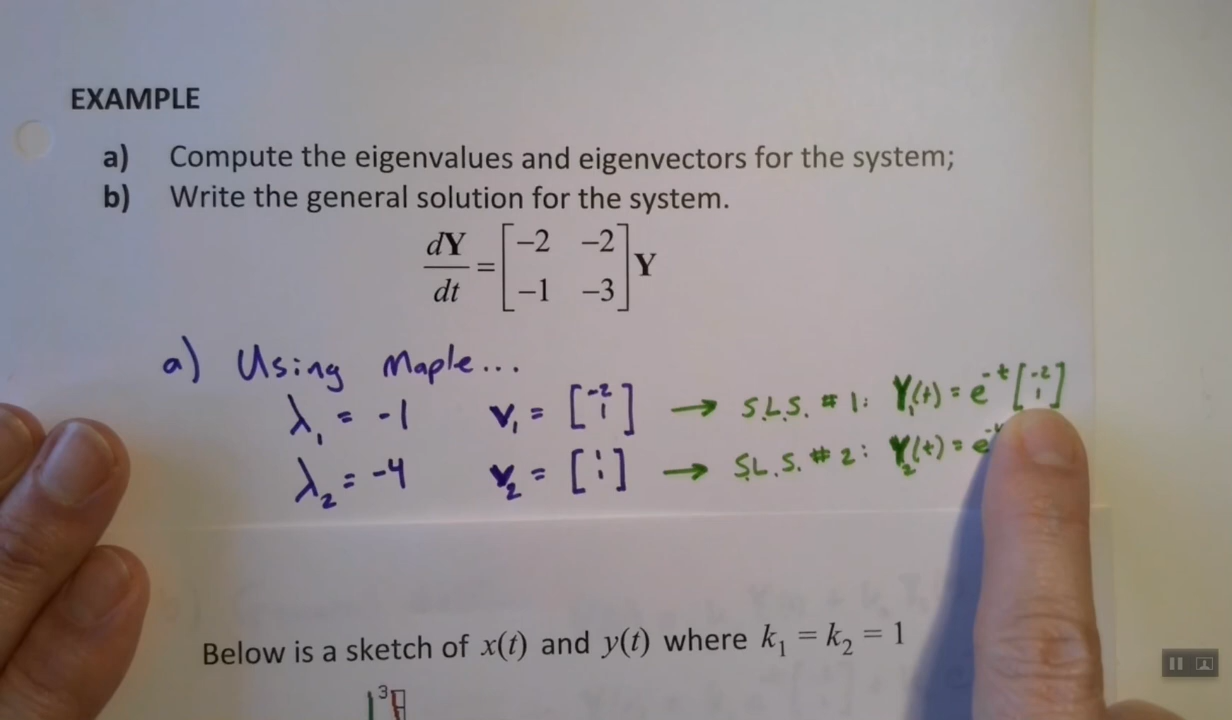 EXAMPLE
a) Compute the eigenvalues and eigenvectors for the system;
b) Write the general solution for the system.
dY/dt = [−2 −2; −1 −3] Y
a) Using Maple...
λ₁ = -1 v₁ = [-2; 1] → S.L.S. #1: Y₁(t) = e^-t [-2; 1]
λ₂ = -4 v₂ = [1; 1] → S.L.S. #2: Y₂(t) = e
Below is a sketch of x(t) and y(t) where k₁ = k₂ = 1
3